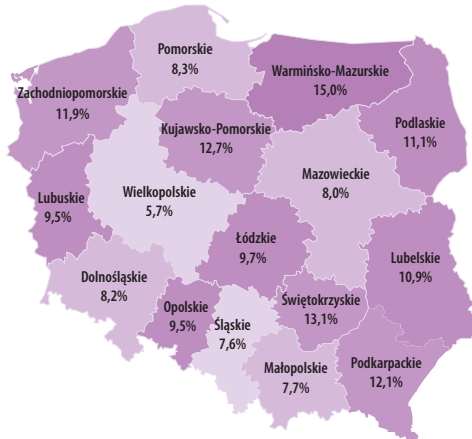 Pomorskie
8,3%
Warmińsko-Mazurskie
15,0%
Zachodniopomorskie
11,9%
Kujawsko-Pomorskie
12,7%
Podlaskie
11,1%
Mazowieckie
8,0%
Wielkopolskie
5,7%
Lubuskie
9,5%
Łódzkie
9,7%
Lubelskie
10,9%
Dolnośląskie
8,2%
Opolskie
9,5%
Śląskie
7,6%
Świętokrzyskie
13,1%
Małopolskie
7,7%
Podkarpackie
12,1%